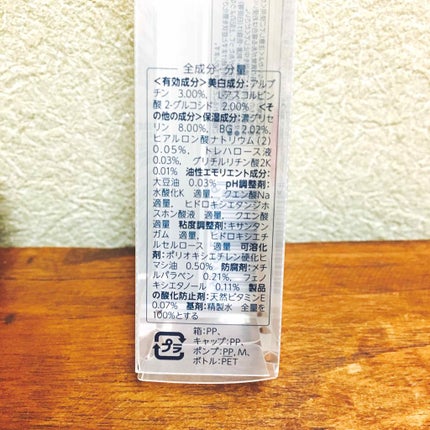 全成分 分量
<有効成分>美白成分:アルブ
チン 3.00%、L-アスコルビン
酸 2-グルコシド 2.00% <そ
の他の成分>保湿成分:濃グリセ
リン 8.00%、BG 2.02%、
ヒアルロン酸ナトリウム(2)
0.05%、トレハロース液
0.03%、グリチルリチン酸2K
0.01% 油性エモリエント成分:
大豆油 0.03% pH調整剤:
水酸化K 適量、クエン酸Na
適量、ヒドロキシエタンジホ
スホン酸液 適量、クエン酸
適量 粘度調整剤:キサンタン
ガム 適量、ヒドロキシエチ
ルセルロース 適量 可溶化
剤:ポリオキシエチレン硬化ヒ
マシ油 0.50% 防腐剤:メチ
ルパラベン 0.21%、フェノ
キシエタノール 0.11% 製品
の酸化防止剤:天然ビタミンE
0.07% 基剤:精製水 全量を
100%とする
プラ
箱:PP、
キャップ:PP、
ポンプ:PP、M、
ボトル:PET